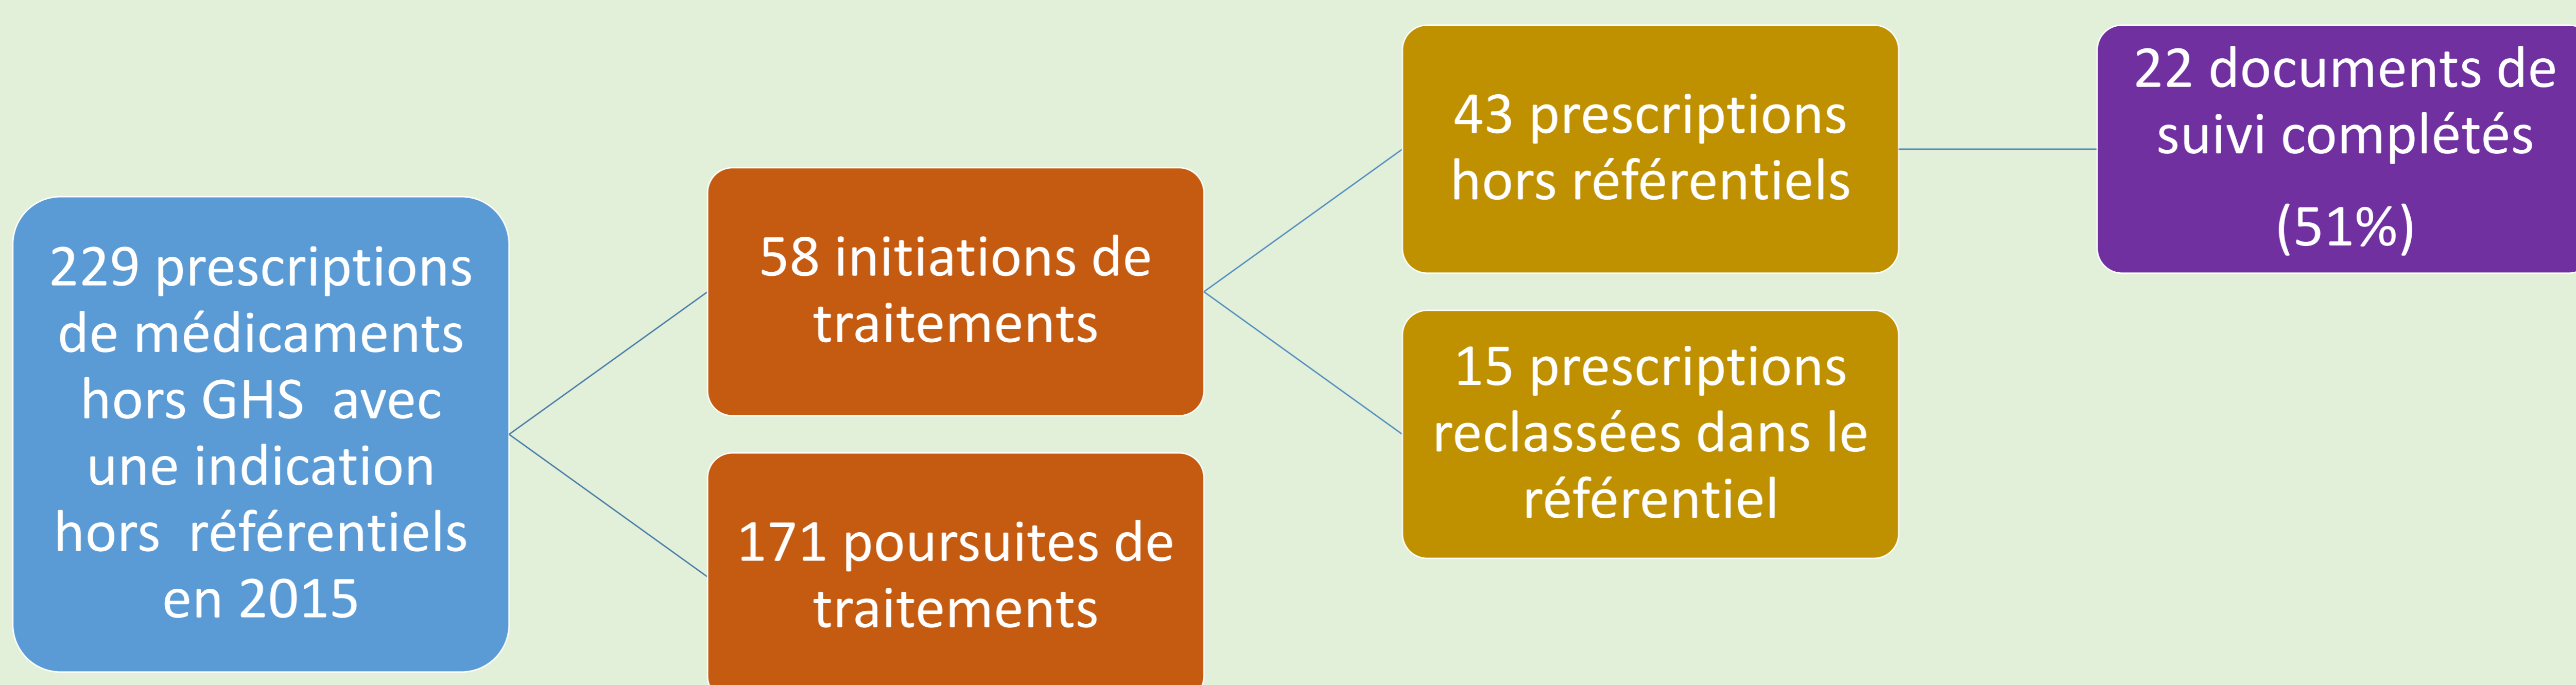 229 prescriptions
de médicaments
hors GHS avec
une indication
hors référentiels
en 2015
58 initiations de
traitements
171 poursuites de
traitements
43 prescriptions
hors référentiels
15 prescriptions
reclassées dans le
référentiel
22 documents de
suivi complétés
(51%)